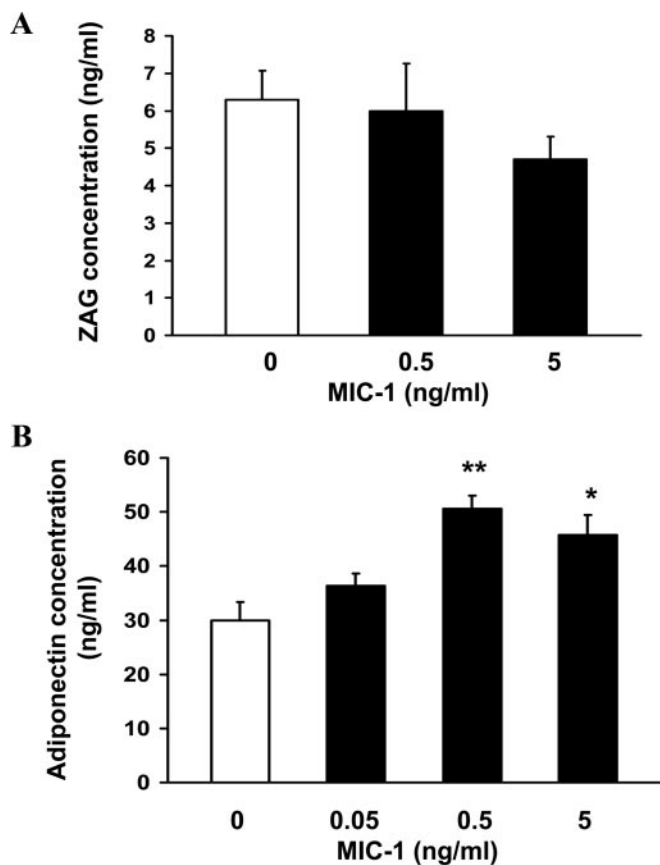 A
ZAG concentration (ng/ml)
8
7
6
5
4
3
2
1
0
0 0.5 5
MIC-1 (ng/ml)
B
Adiponectin concentration
(ng/ml)
60
50
40
30
20
10
0
** *
0 0.05 0.5 5
MIC-1 (ng/ml)